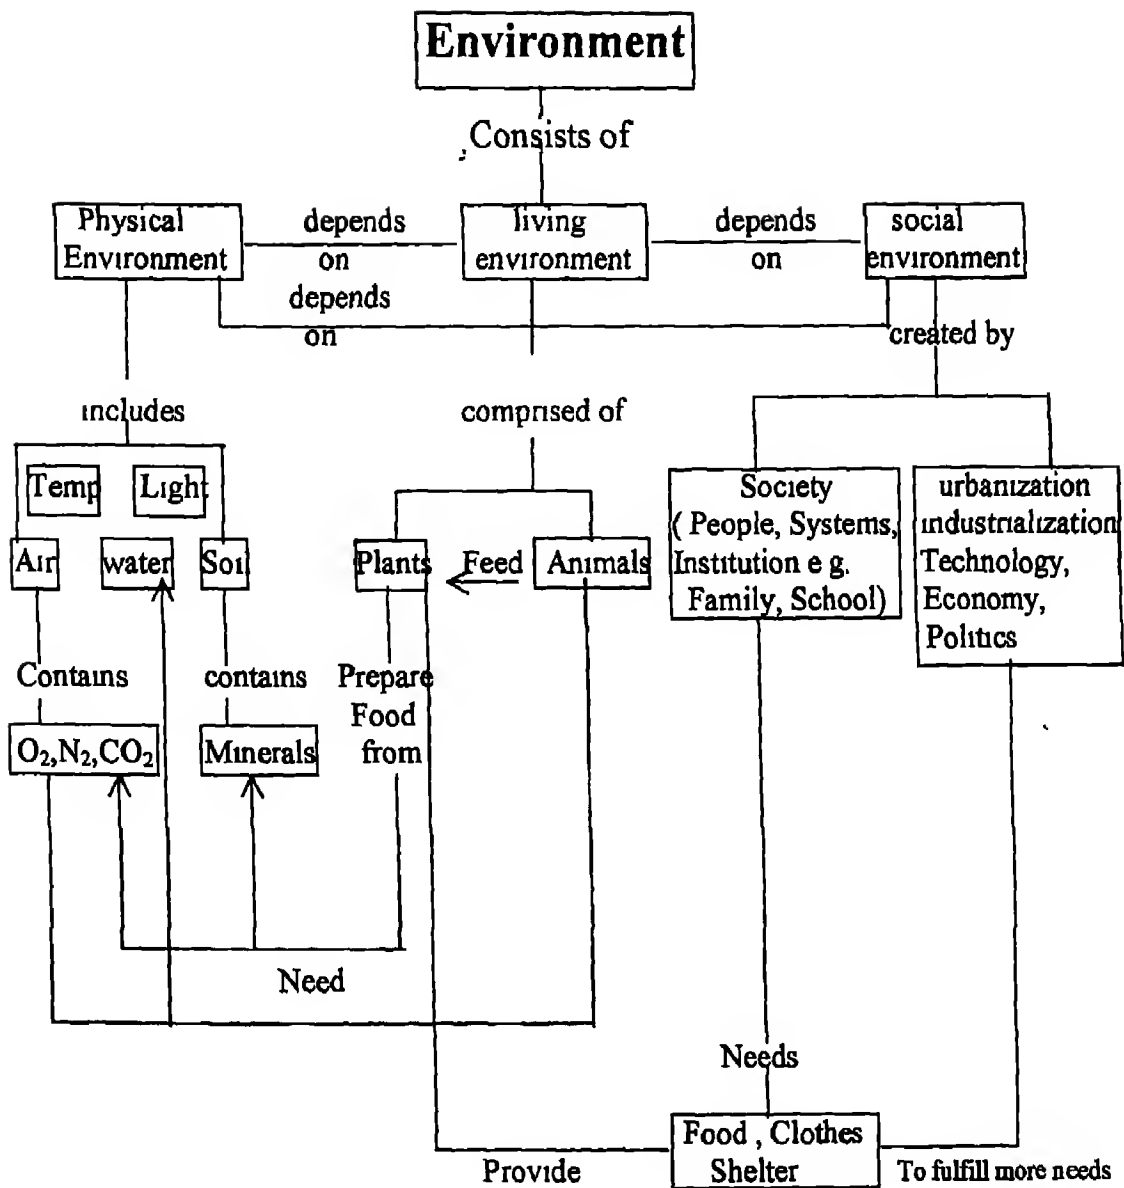 Environment
Consists of
Physical
Environment
depends
on
living
environment
depends
on
social
environment
depends
on
created by
includes
comprised of
Temp
Light
Air
water
Soil
Plants
Feed
Animals
Society
( People, Systems,
Institution e g.
Family, School)
urbanization
industrialization
Technology,
Economy,
Politics
Contains
contains
Prepare
Food
from
O₂,N₂,CO₂
Minerals
Need
Needs
Food , Clothes
Shelter
Provide
To fulfill more needs